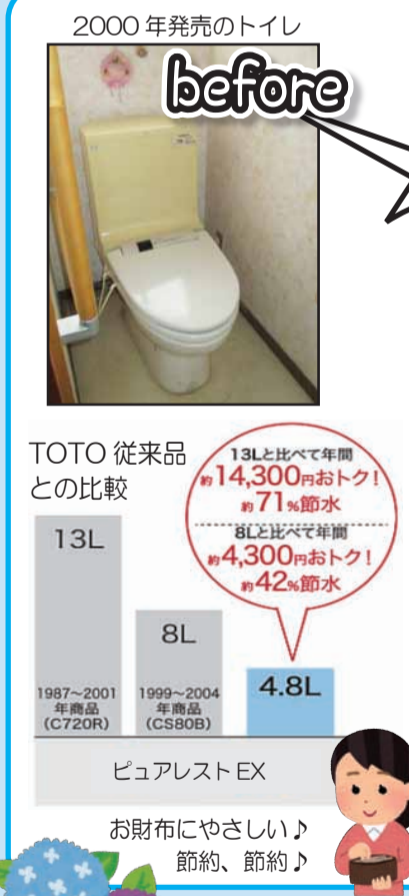 2000 年発売のトイレ
before
TOTO 従来品
との比較
13Lと比べて年間
約14,300円おトク!
約71%節水
8Lと比べて年間
約4,300円おトク!
約42%節水
13L
1987〜2001
年商品
(C720R)
8L
1999〜2004
年商品
(CS80B)
4.8L
ピュアレスト EX
お財布にやさしい♪
節約、節約♪